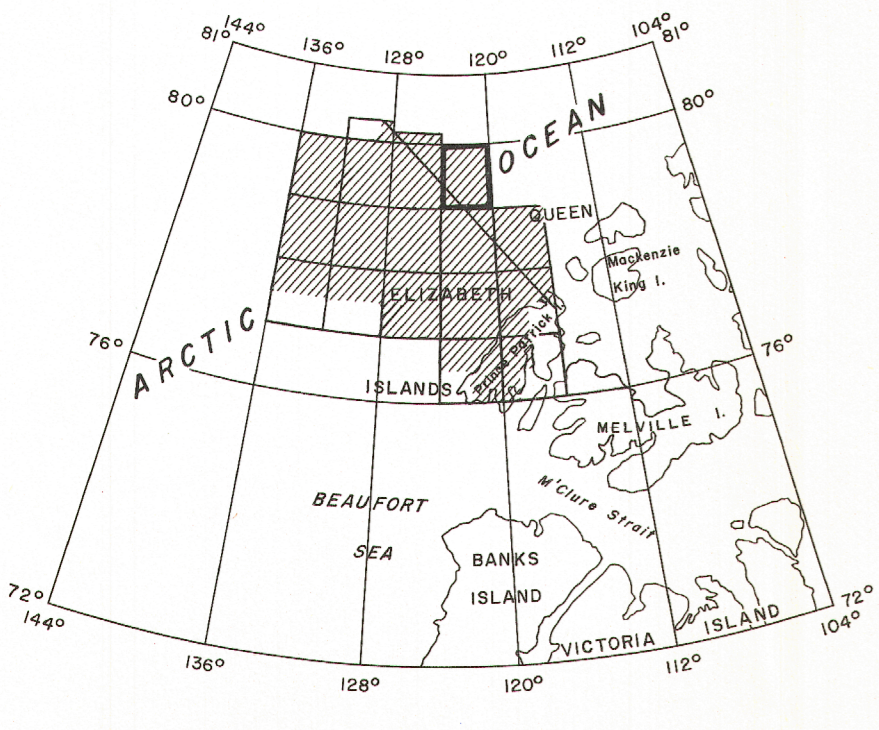 144° 104°
81° 136° 128° 120° 112° 81°
80° 80°
OCEAN
QUEEN
Mackenzie
King I.
ELIZABETH
Prince Patrick I.
ARCTIC
76° 76°
ISLANDS
MELVILLE I.
M'Clure Strait
BEAUFORT
SEA
BANKS
ISLAND
VICTORIA ISLAND
72° 72°
144° 104°
136° 128° 120° 112°